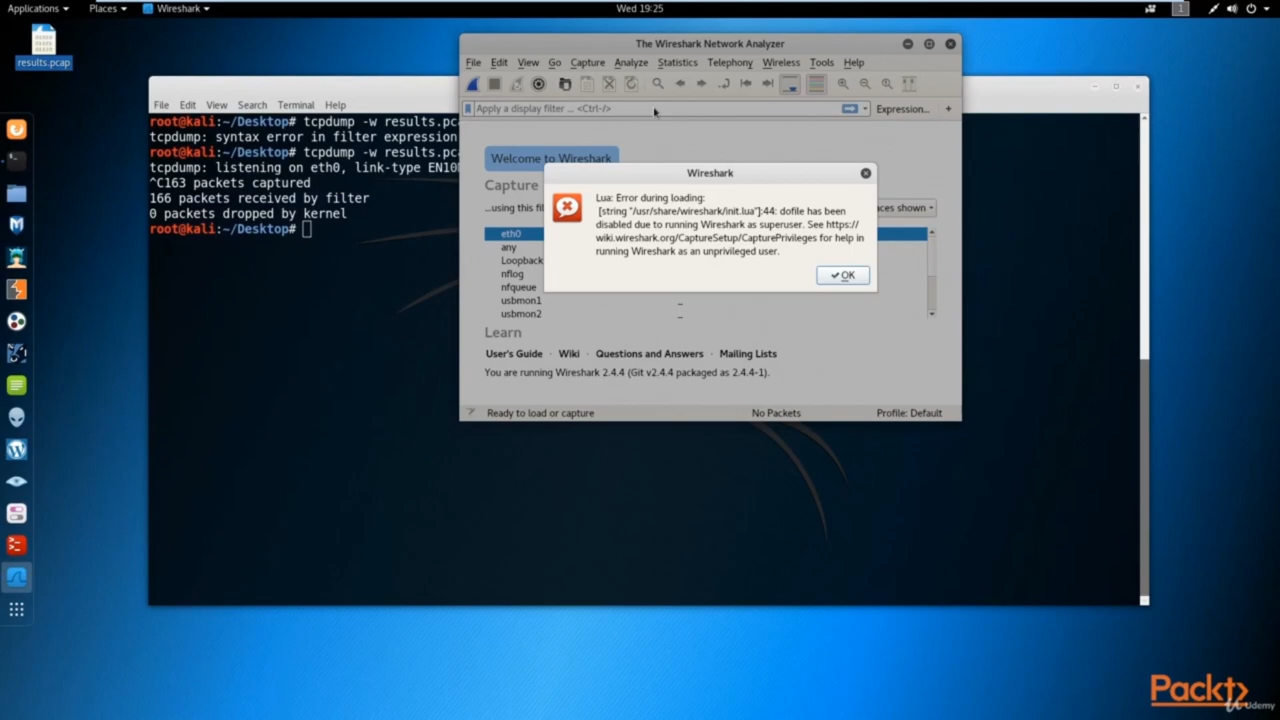 Applications Places Wireshark Wed 19:25 1
results.pcap
The Wireshark Network Analyzer
File Edit View Go Capture Analyze Statistics Telephony Wireless Tools Help
Apply a display filter ... <Ctrl-/> Expression... +
Welcome to Wireshark
Capture
...using this fil
aces shown
eth0
any
Loopback
nflog
nfqueue
usbmon1
usbmon2
Learn
User's Guide · Wiki · Questions and Answers · Mailing Lists
You are running Wireshark 2.4.4 (Git v2.4.4 packaged as 2.4.4-1).
Ready to load or capture No Packets Profile: Default
Wireshark
Lua: Error during loading:
[string "/usr/share/wireshark/init.lua"]:44: dofile has been
disabled due to running Wireshark as superuser. See https://
wiki.wireshark.org/CaptureSetup/CapturePrivileges for help in
running Wireshark as an unprivileged user.
OK
File Edit View Search Terminal Help
root@kali:~/Desktop# tcpdump -w results.pca
tcpdump: syntax error in filter expression
root@kali:~/Desktop# tcpdump -w results.pca
tcpdump: listening on eth0, link-type EN10M
^C163 packets captured
166 packets received by filter
0 packets dropped by kernel
root@kali:~/Desktop#
Packt
Udemy